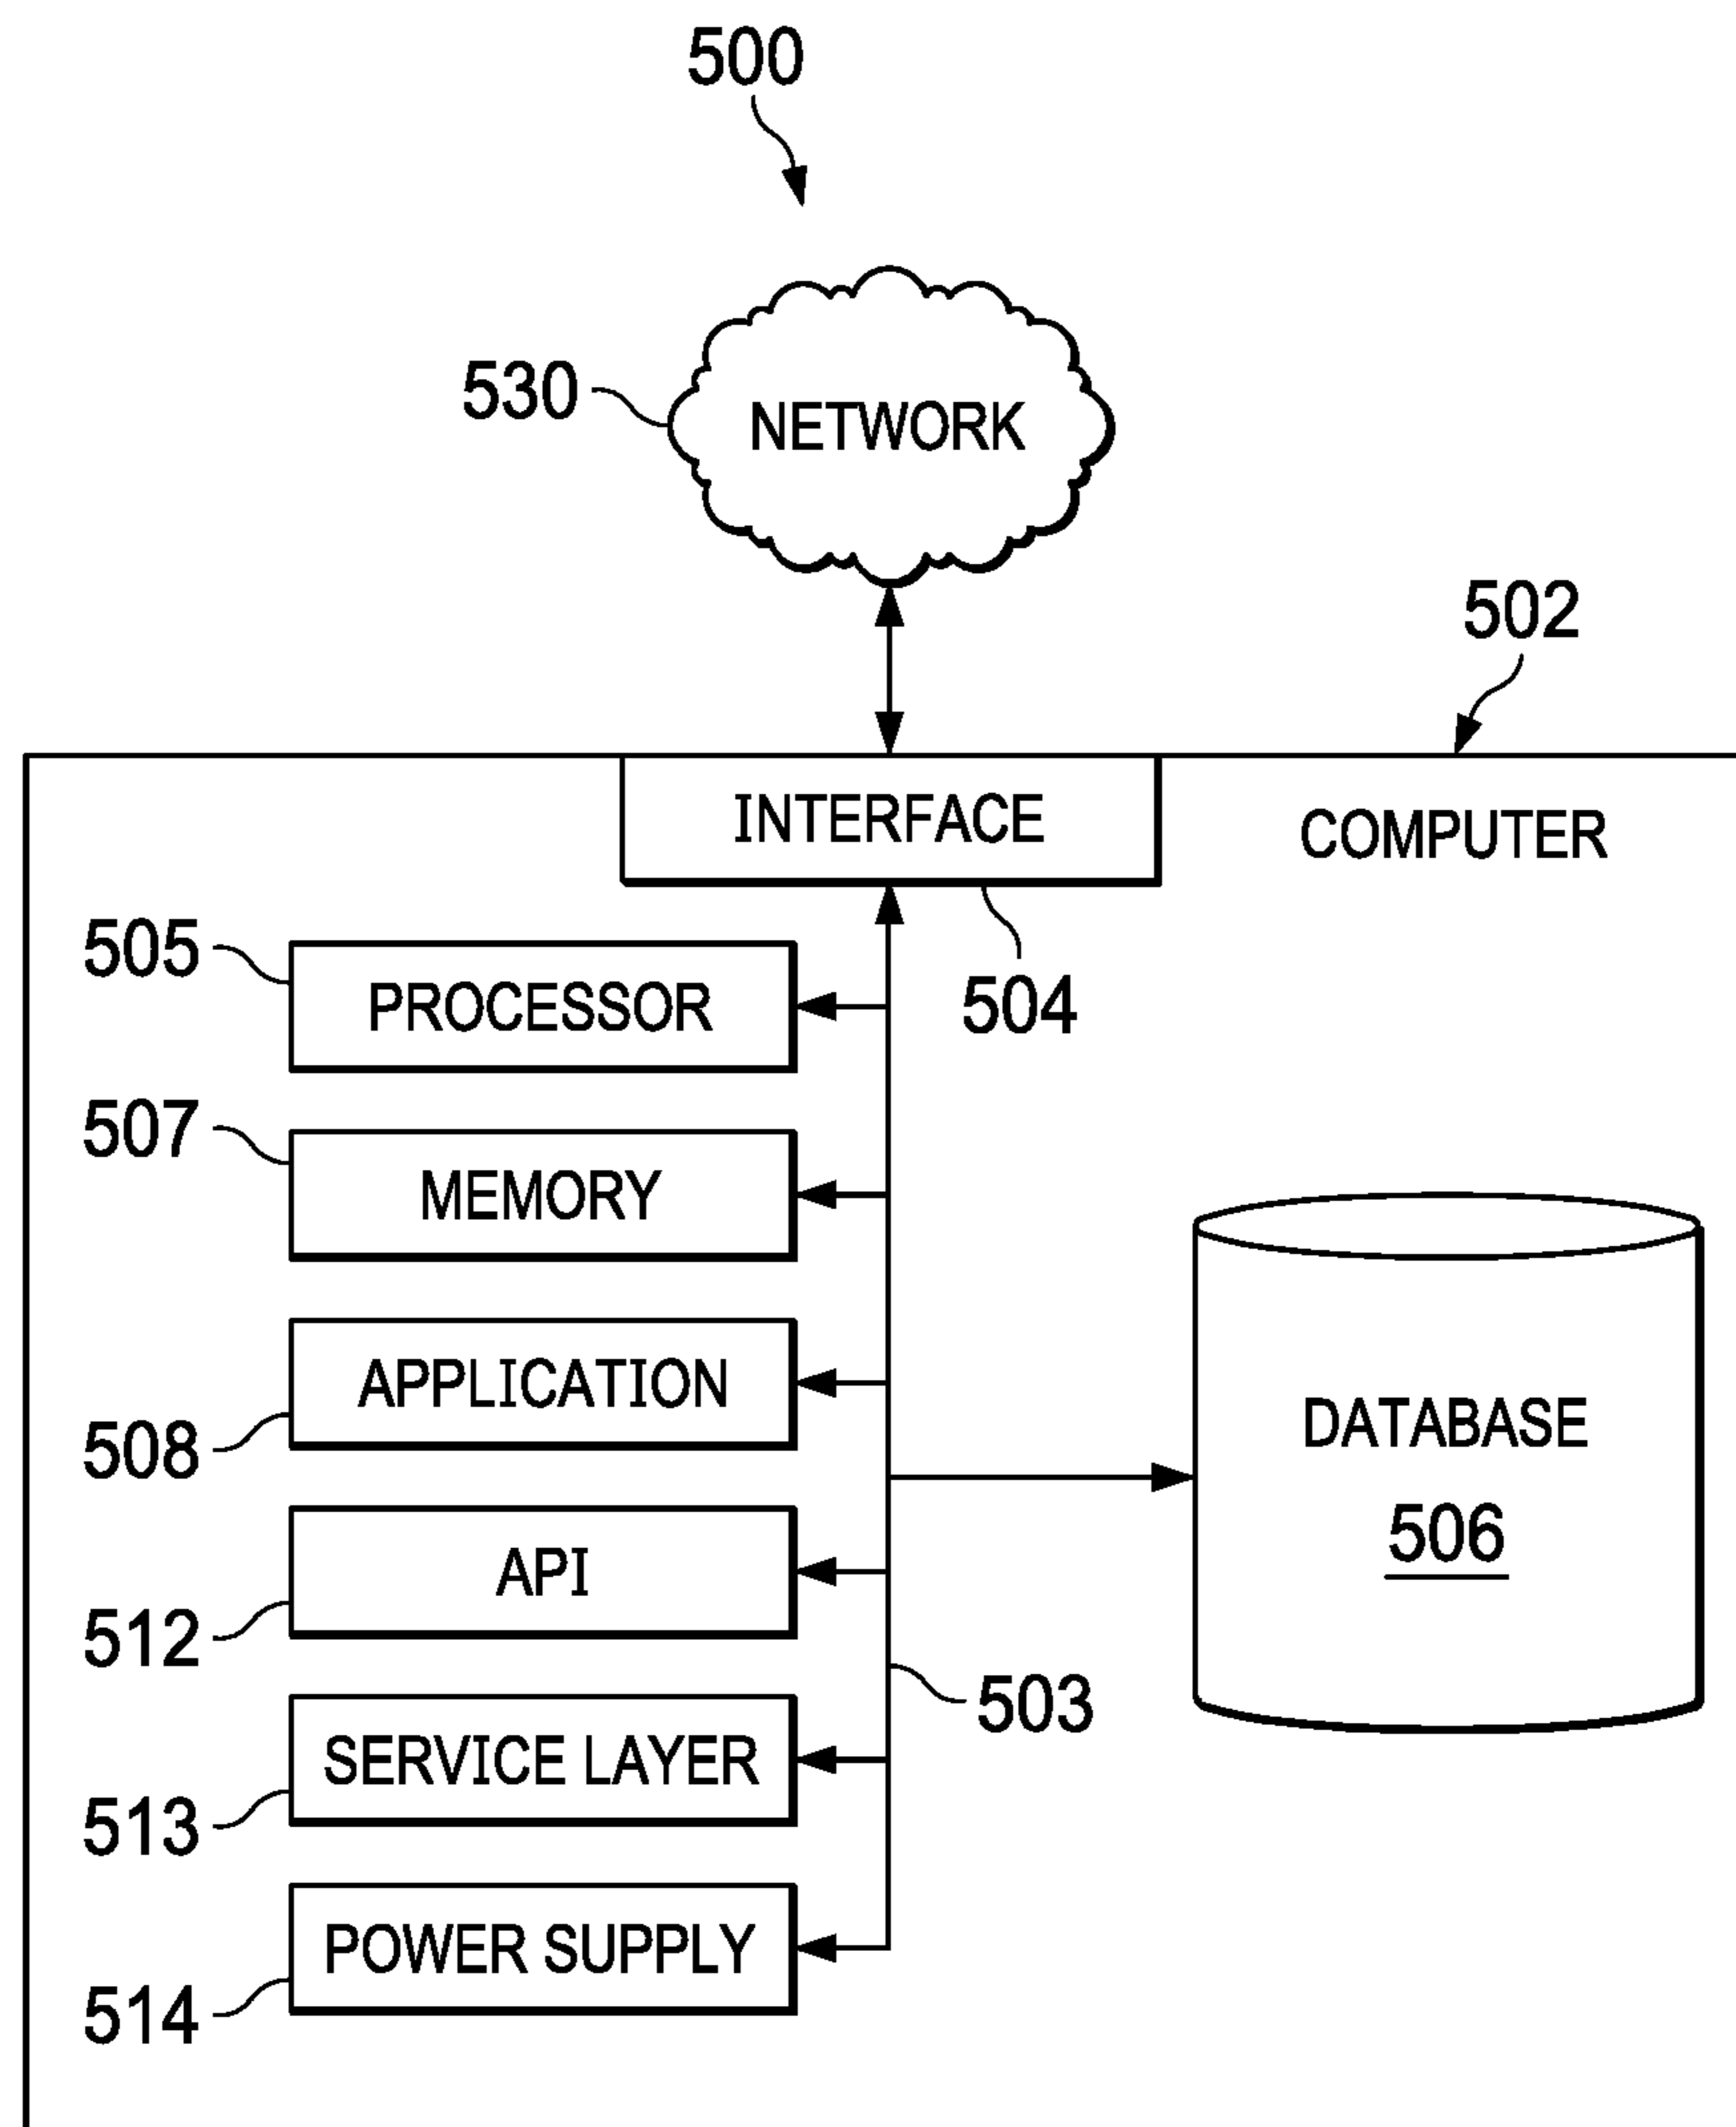 500
530
NETWORK
502
INTERFACE
COMPUTER
505
PROCESSOR
504
507
MEMORY
APPLICATION
508
DATABASE
506
API
512
503
SERVICE LAYER
513
POWER SUPPLY
514